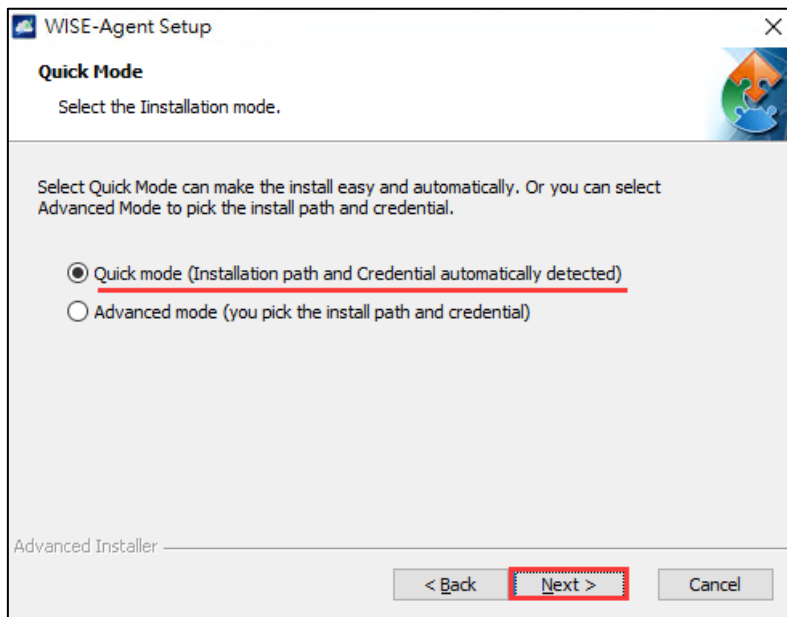 WISE-Agent Setup
Quick Mode
Select the Iinstallation mode.
Select Quick Mode can make the install easy and automatically. Or you can select
Advanced Mode to pick the install path and credential.
Quick mode (Installation path and Credential automatically detected)
Advanced mode (you pick the install path and credential)
Advanced Installer
< Back Next > Cancel